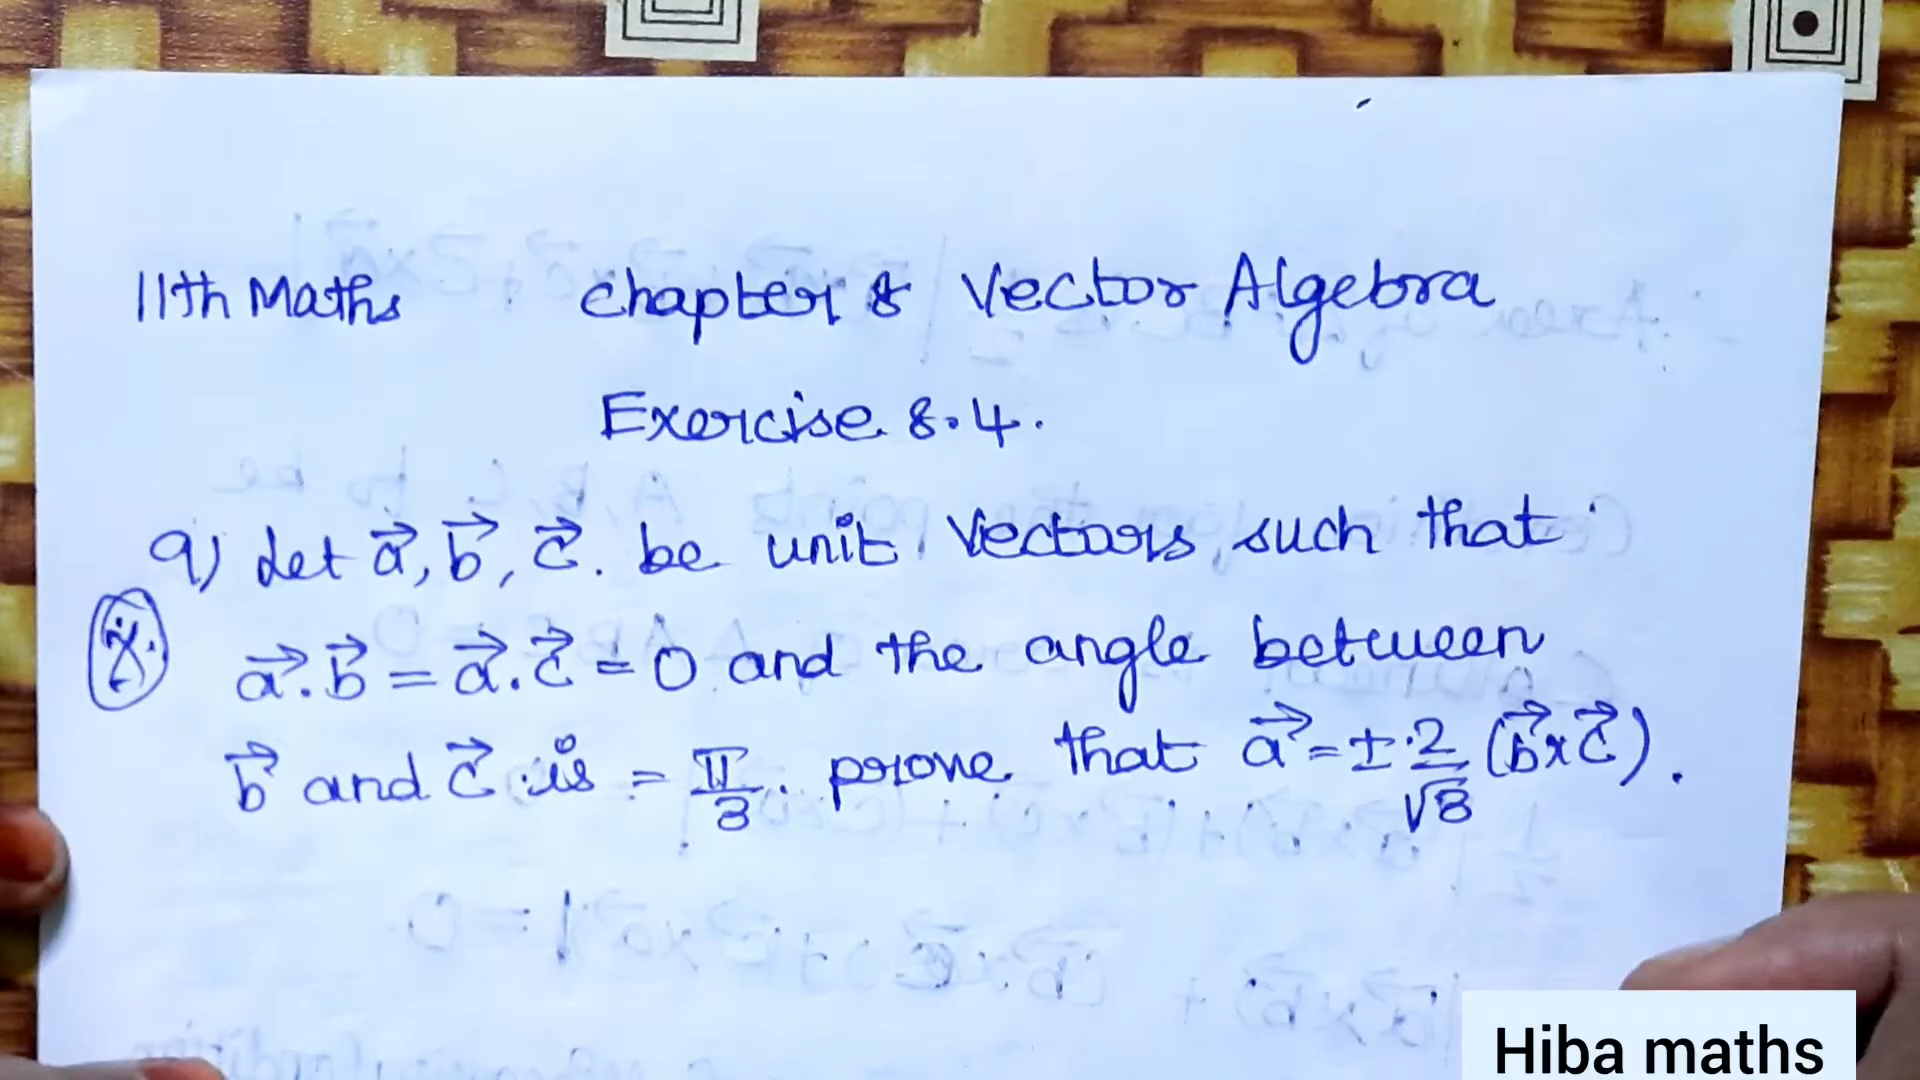 11th Maths chapter 8 Vector Algebra
Exercise 8.4.
9) Let a⃗, b⃗, c⃗. be unit Vectors such that
a⃗.b⃗ = a⃗.c⃗ = 0 and the angle between
b⃗ and c⃗ is = π/3. prove that a⃗ = ± 2/√3 (b⃗×c⃗).
Hiba maths